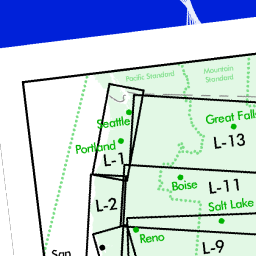 Pacific Standard
Mountain
Standard
Seattle
Great Falls
Portland
L-1
L-13
Boise
L-11
L-2
Salt Lake
Reno
L-9
San